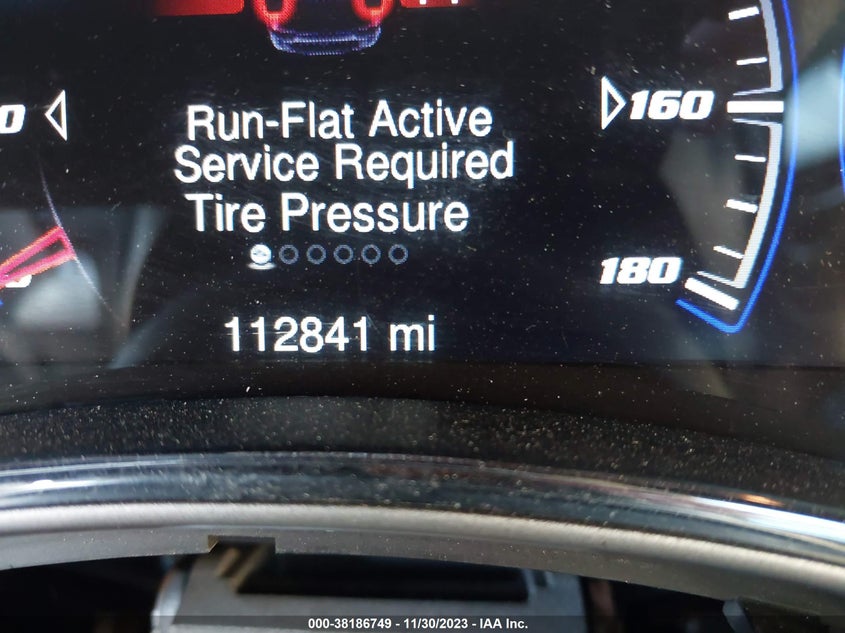 Run-Flat Active
160
Service Required
Tire Pressure
180
112841 mi
000-38186749 - 11/30/2023 - IAA Inc.